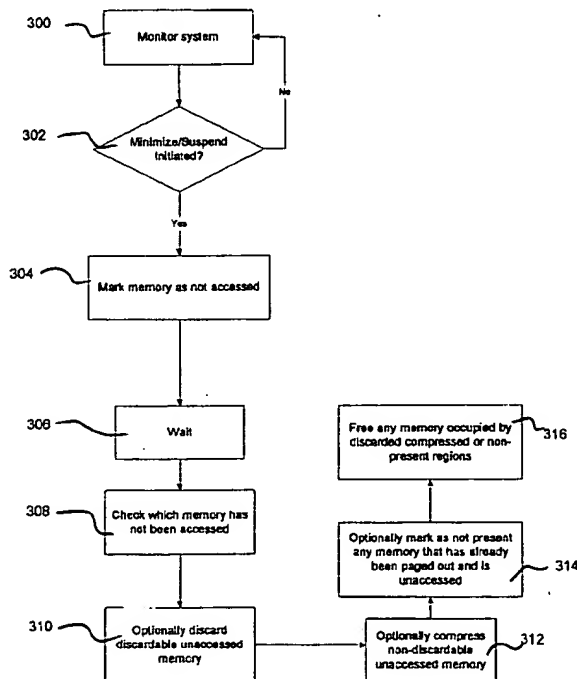 300
Monitor system
No
302
Minimize/Suspend
Initiated?
Yes
304
Mark memory as not accessed
306
Wait
308
Check which memory has
not been accessed
310
Optionally discard
discardable unaccessed
memory
Optionally compress
non-discardable
unaccessed memory
312
Optionally mark as not present
any memory that has already
been paged out and is
unaccessed
314
Free any memory occupied by
discarded compressed or non-
present regions
316